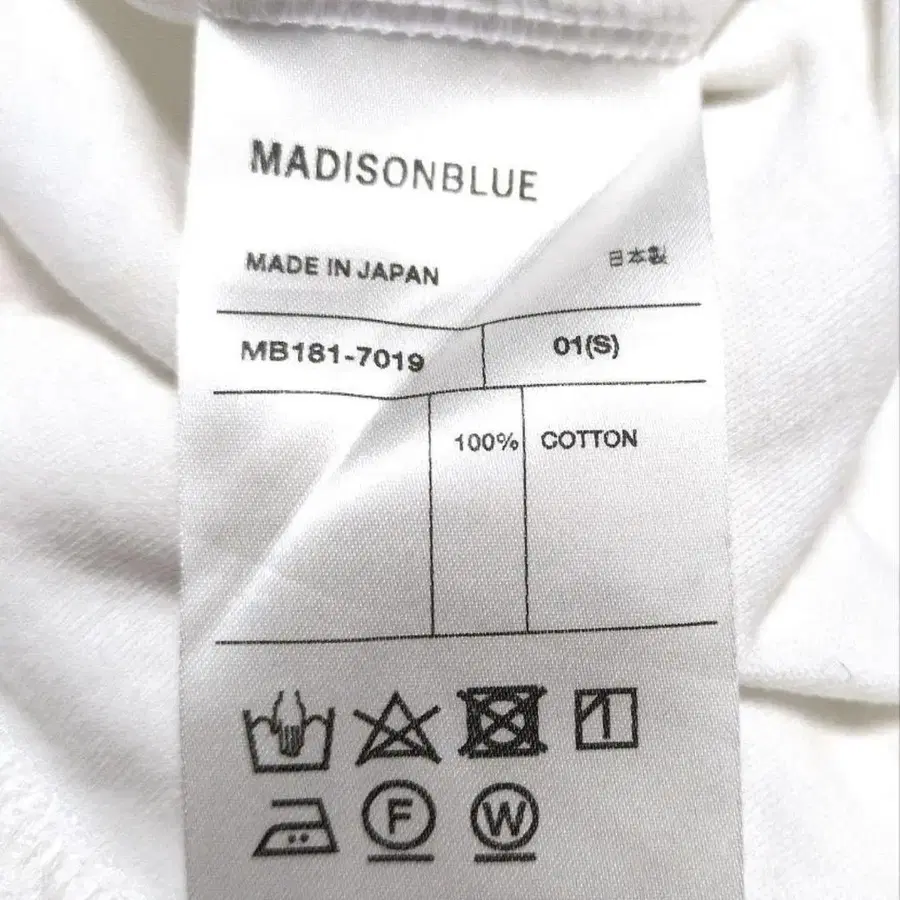 MADISONBLUE
MADE IN JAPAN 日本製
MB181-7019 01(S)
100% COTTON
F W